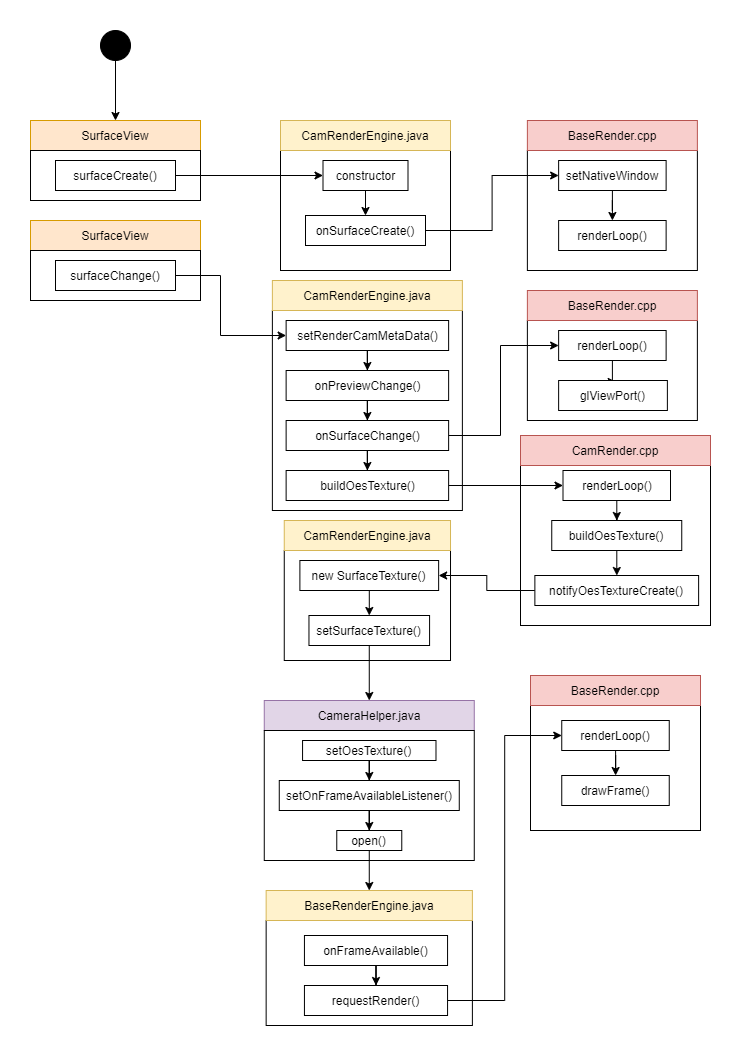 SurfaceView
surfaceCreate()
CamRenderEngine.java
constructor
onSurfaceCreate()
BaseRender.cpp
setNativeWindow
renderLoop()
SurfaceView
surfaceChange()
CamRenderEngine.java
setRenderCamMetaData()
onPreviewChange()
onSurfaceChange()
buildOesTexture()
BaseRender.cpp
renderLoop()
glViewPort()
CamRender.cpp
renderLoop()
buildOesTexture()
notifyOesTextureCreate()
CamRenderEngine.java
new SurfaceTexture()
setSurfaceTexture()
CameraHelper.java
setOesTexture()
setOnFrameAvailableListener()
open()
BaseRenderEngine.java
onFrameAvailable()
requestRender()
BaseRender.cpp
renderLoop()
drawFrame()